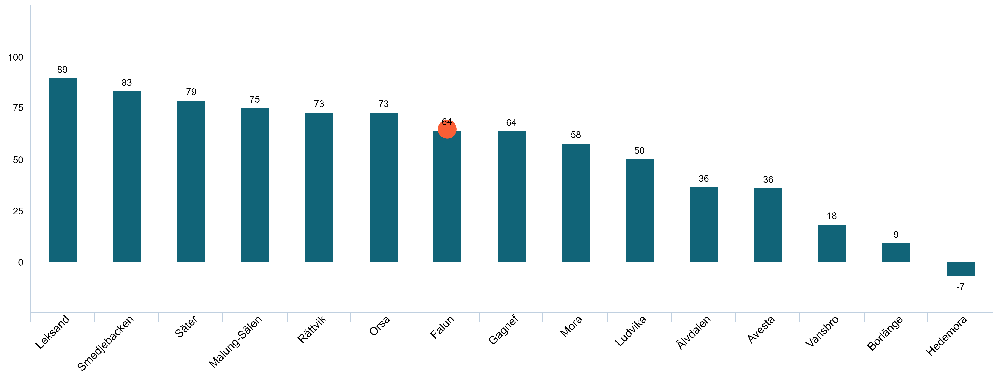 100
75
50
25
0
89
83
79
75
73
73
64
64
58
50
36
36
18
9
-7
Leksand
Smedjebacken
Säter
Malung-Sälen
Rättvik
Orsa
Falun
Gagnef
Mora
Ludvika
Älvdalen
Avesta
Vansbro
Borlänge
Hedemora